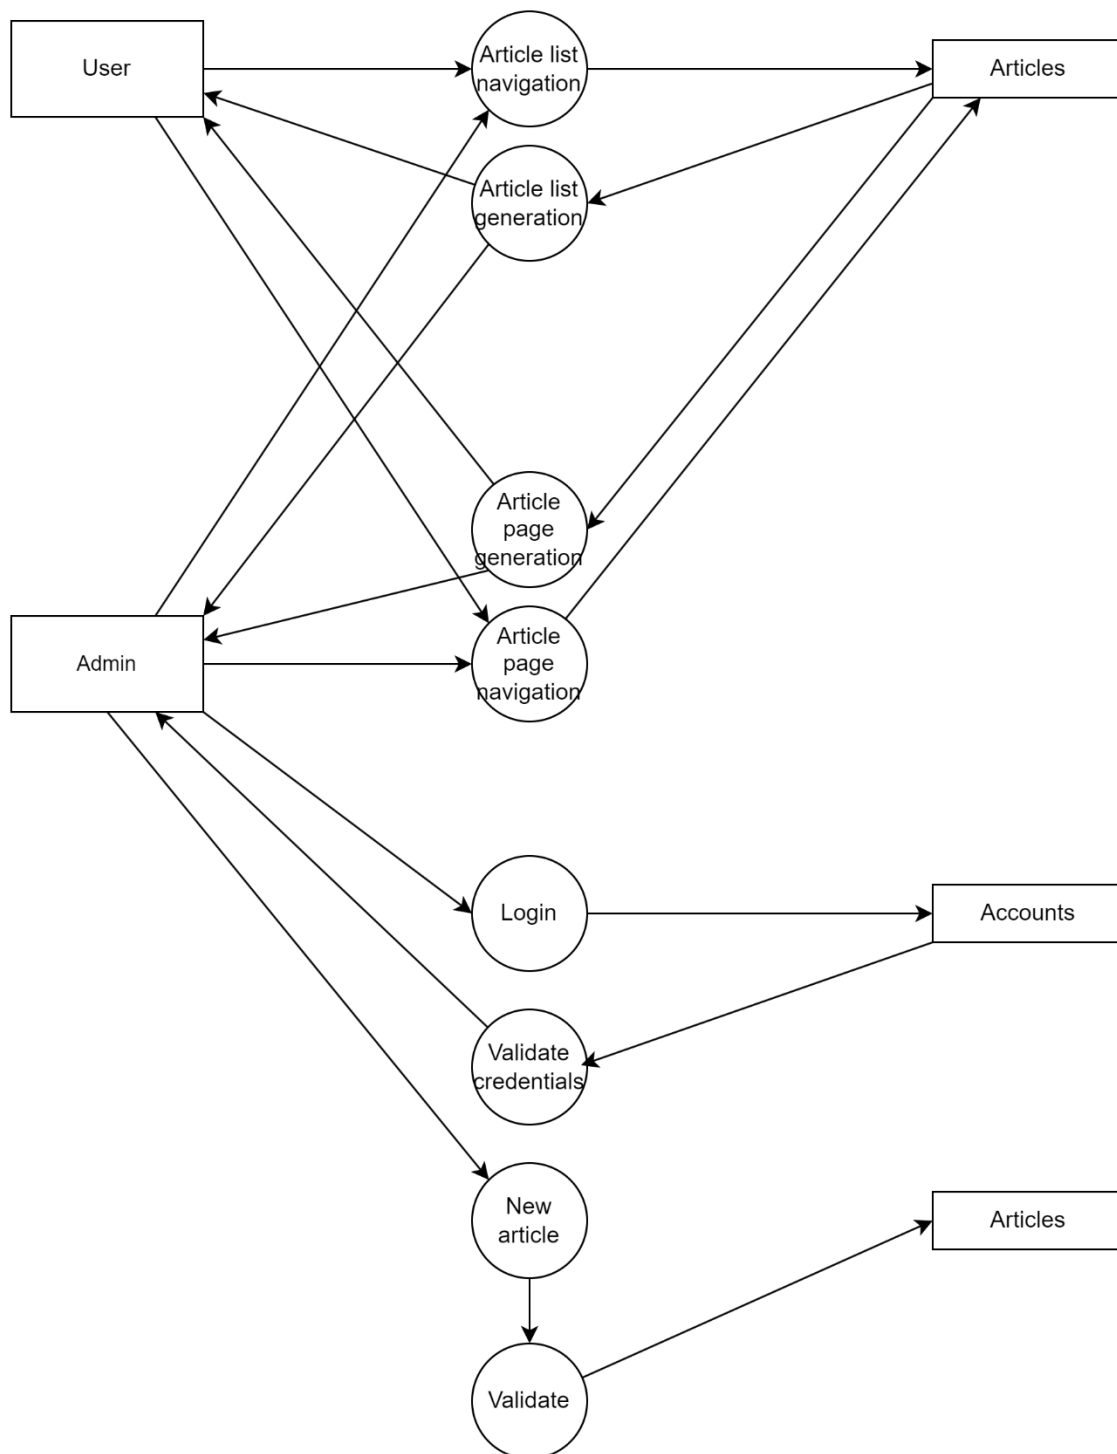 User
Article list
navigation
Articles
Article list
generation
Article
page
generation
Admin
Article
page
navigation
Login
Accounts
Validate
credentials
New
article
Articles
Validate